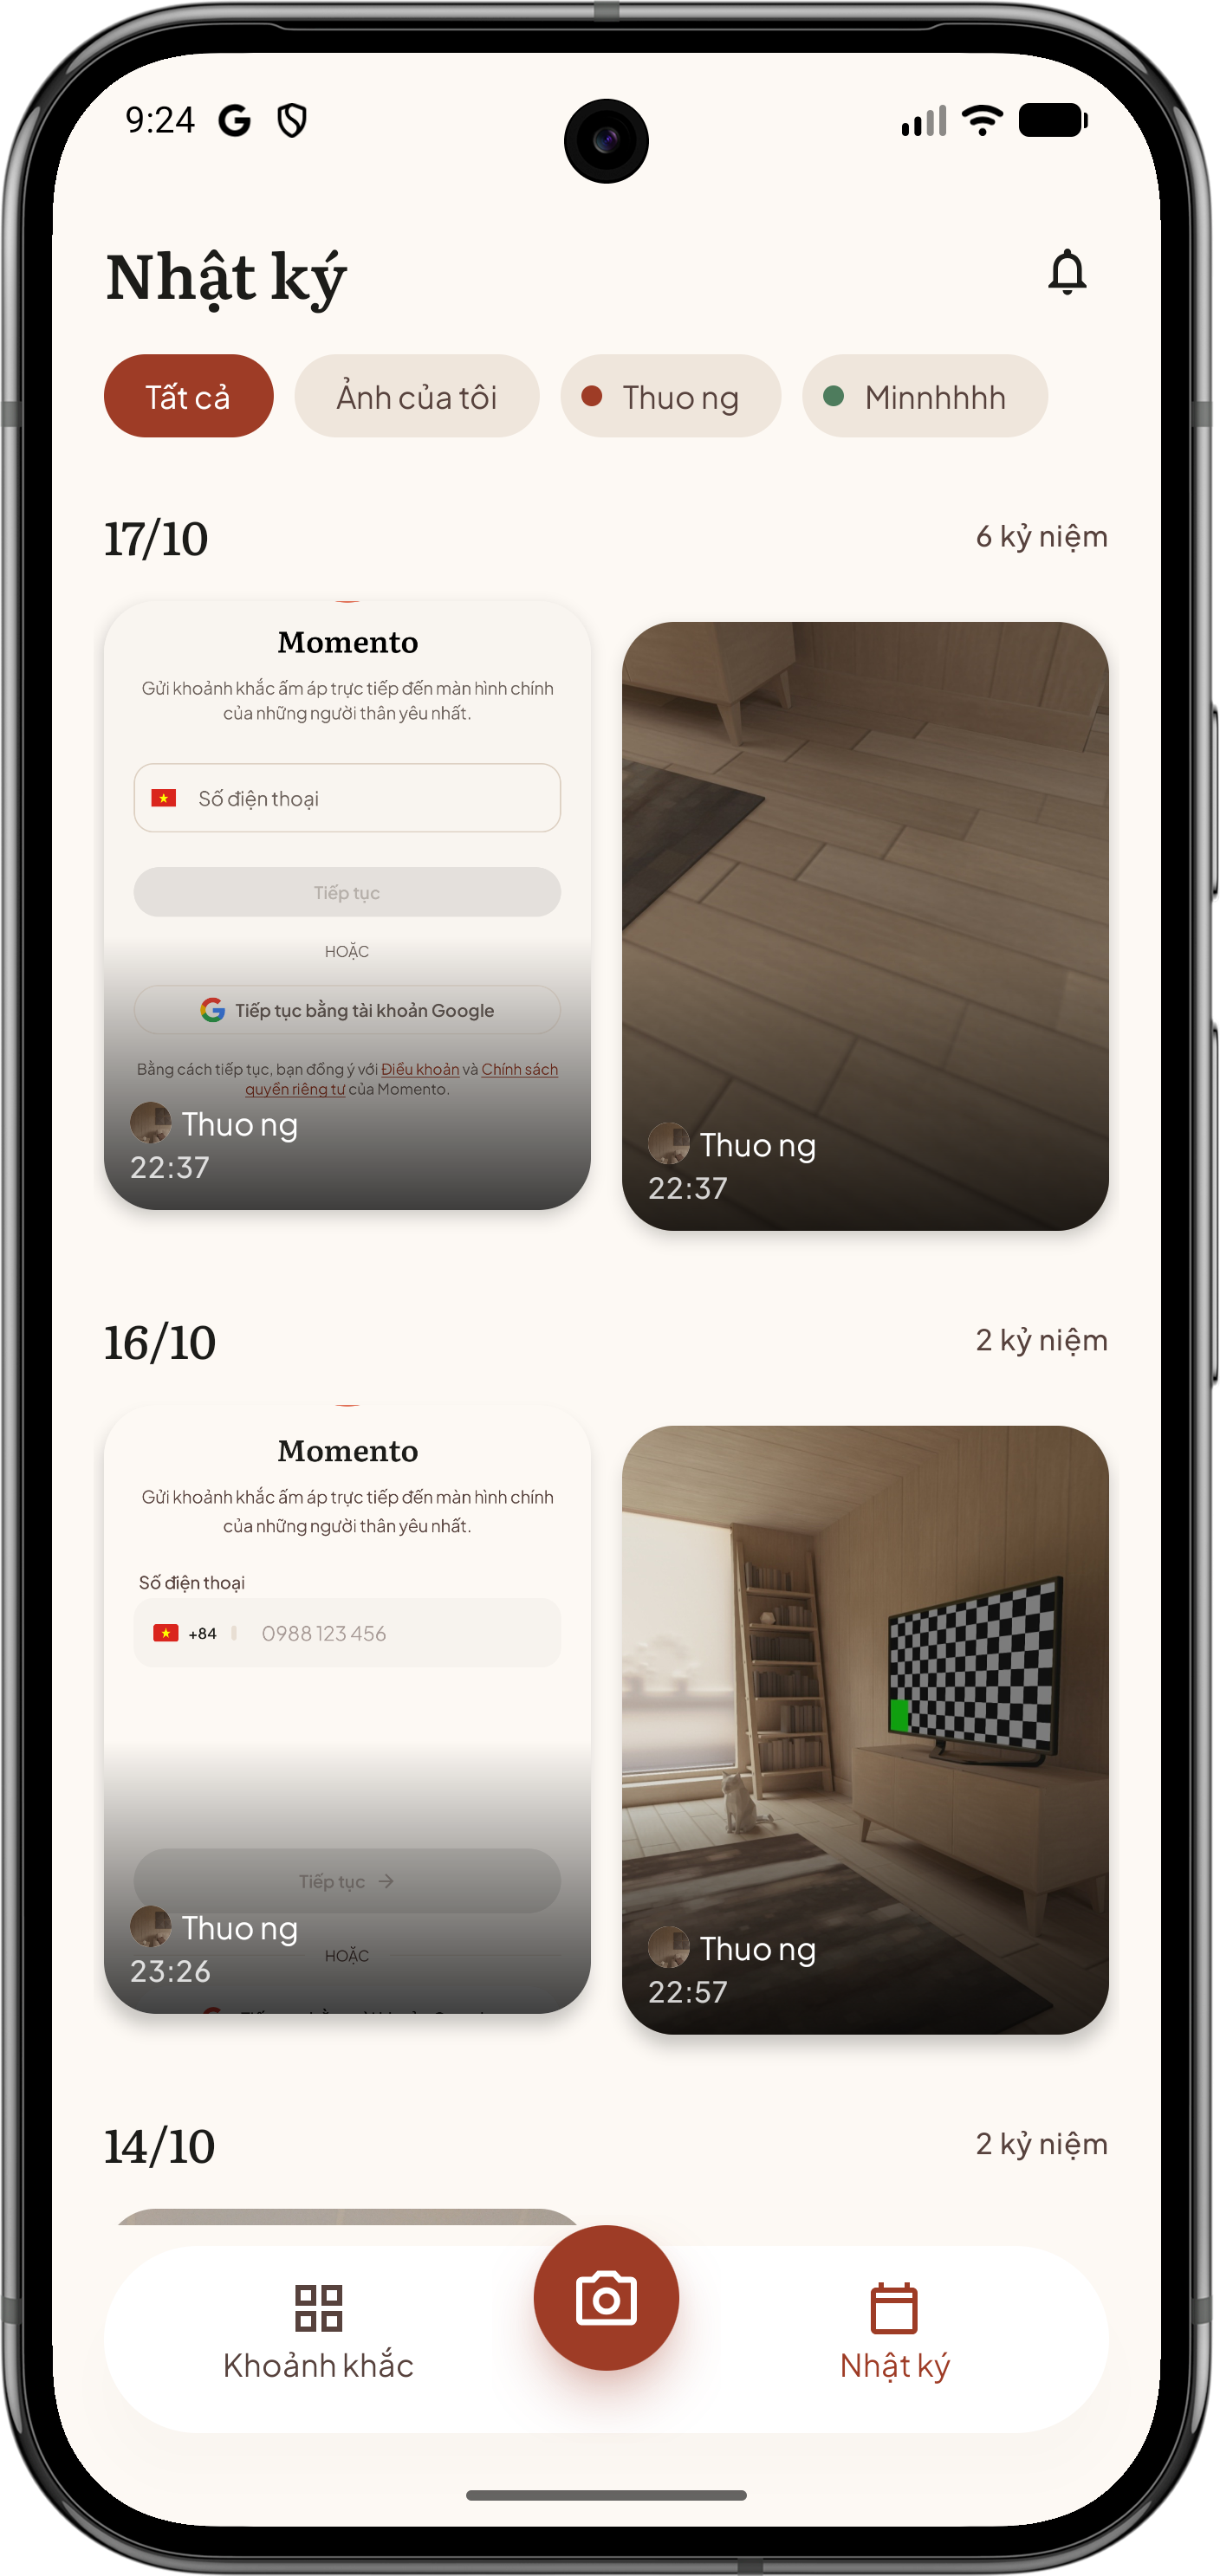 9:24
Nhật ký
Tất cả
Ảnh của tôi
Thuo ng
Minnhhhh
17/10
6 kỷ niệm
Momento
Gửi khoảnh khắc ấm áp trực tiếp đến màn hình chính
của những người thân yêu nhất.
Số điện thoại
Tiếp tục
HOẶC
Tiếp tục bằng tài khoản Google
Bằng cách tiếp tục, bạn đồng ý với Điều khoản và Chính sách
quyền riêng tư của Momento.
Thuo ng
22:37
Thuo ng
22:37
16/10
2 kỷ niệm
Momento
Gửi khoảnh khắc ấm áp trực tiếp đến màn hình chính
của những người thân yêu nhất.
Số điện thoại
+84
0988 123 456
Tiếp tục →
Thuo ng
HOẶC
23:26
Thuo ng
22:57
14/10
2 kỷ niệm
Khoảnh khắc
Nhật ký